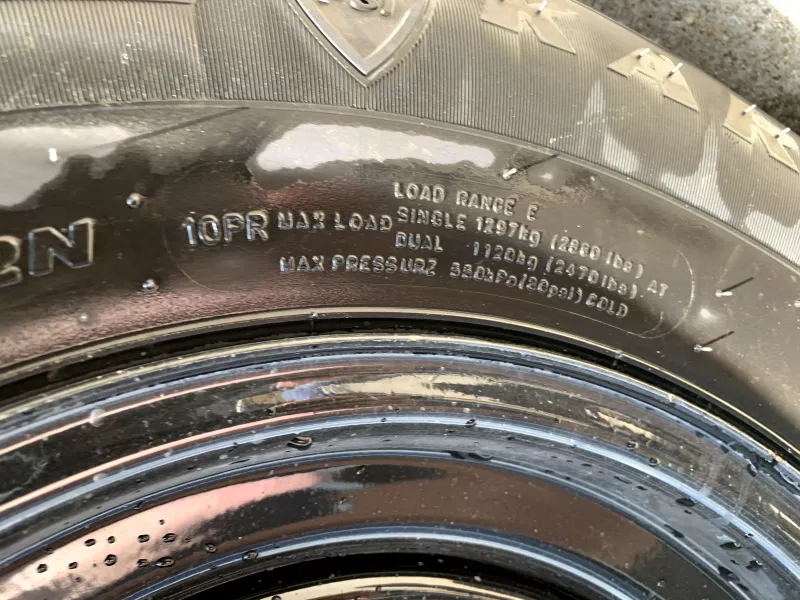 10PR
LOAD RANGE E
MAX LOAD SINGLE 1297kg (2860 lbs)
DUAL 1120kg (2470 lbs) AT
MAX PRESSURE 550kPa (80psi) COLD